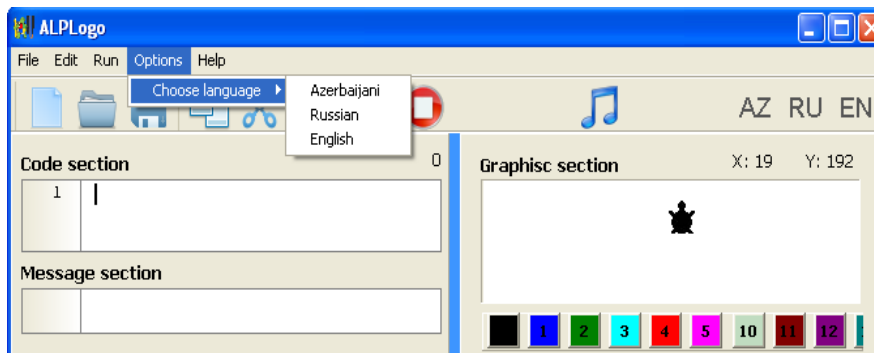 ALPLogo
File Edit Run Options Help
Choose language
Azerbaijani
Russian
English
AZ RU EN
Code section 0
1
Message section
Graphisc section X: 19 Y: 192
1 2 3 4 5 10 11 12